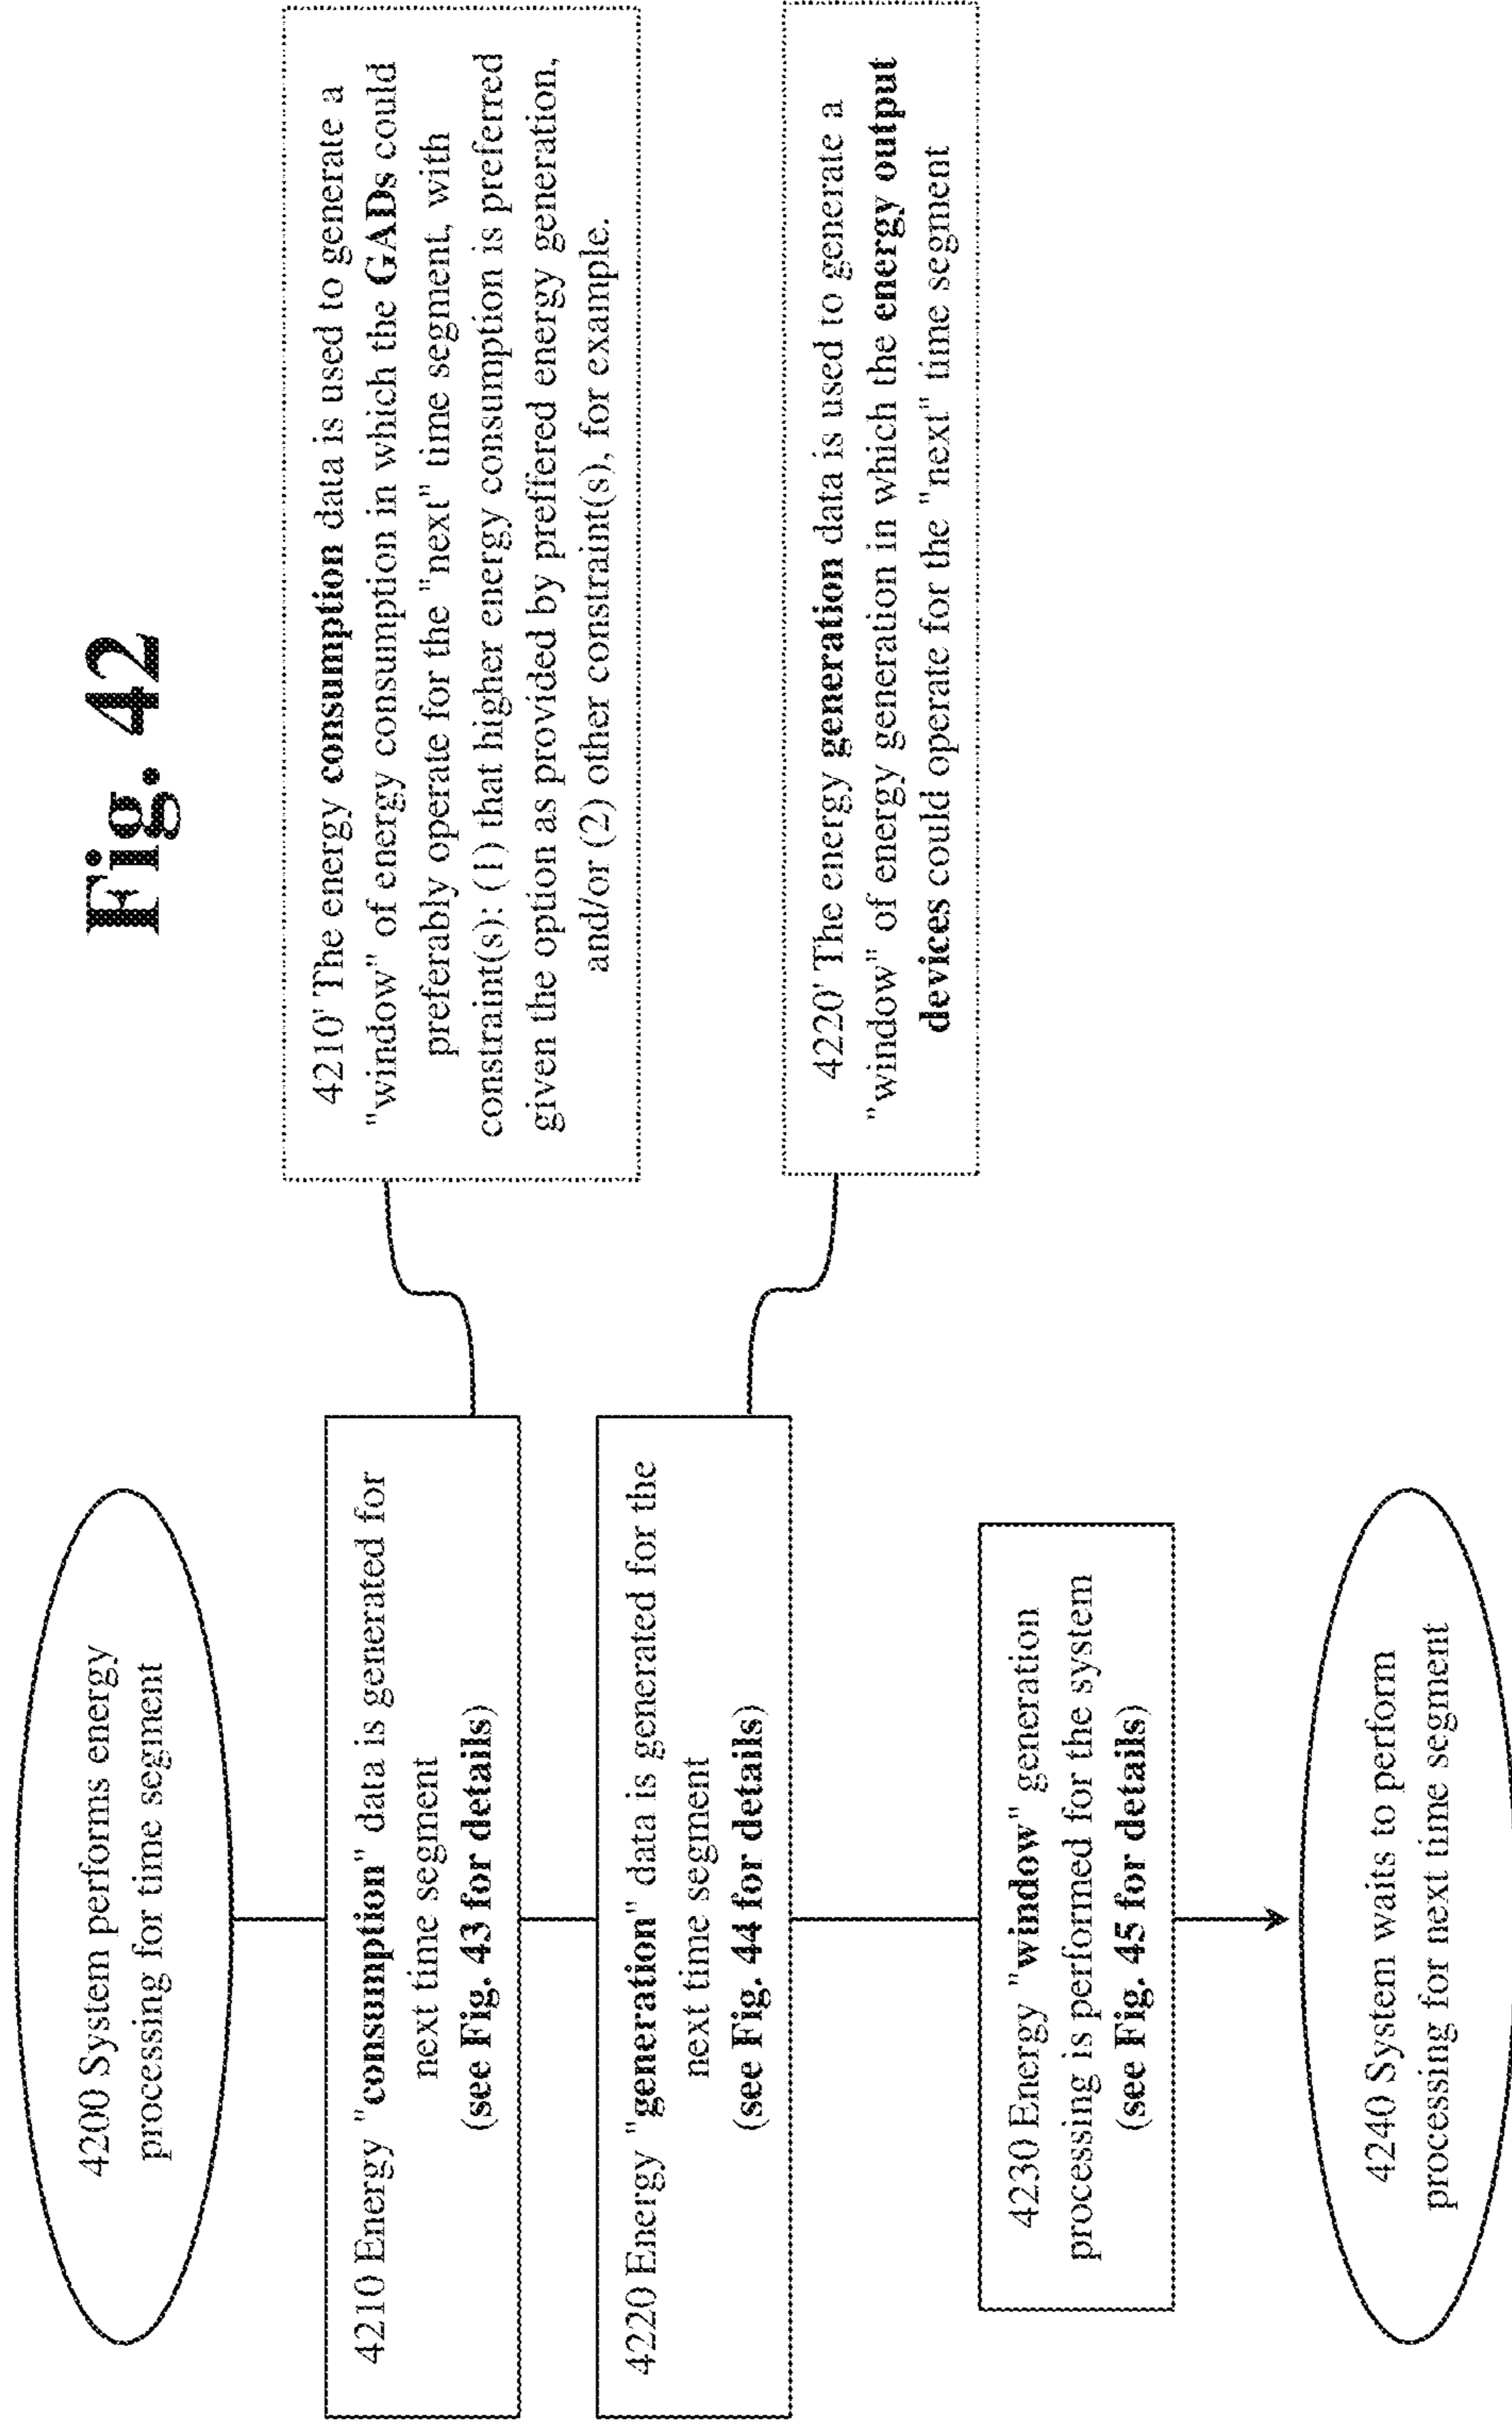 Fig. 42
4200 System performs energy
processing for time segment
4210 Energy "consumption" data is generated for
next time segment
(see Fig. 43 for details)
4210' The energy consumption data is used to generate a
"window" of energy consumption in which the GADs could
preferably operate for the "next" time segment, with
constraint(s): (1) that higher energy consumption is preferred
given the option as provided by preffered energy generation,
and/or (2) other constraint(s), for example.
4220 Energy "generation" data is generated for the
next time segment
(see Fig. 44 for details)
4220' The energy generation data is used to generate a
"window" of energy generation in which the energy output
devices could operate for the "next" time segment
4230 Energy "window" generation
processing is performed for the system
(see Fig. 45 for details)
4240 System waits to perform
processing for next time segment